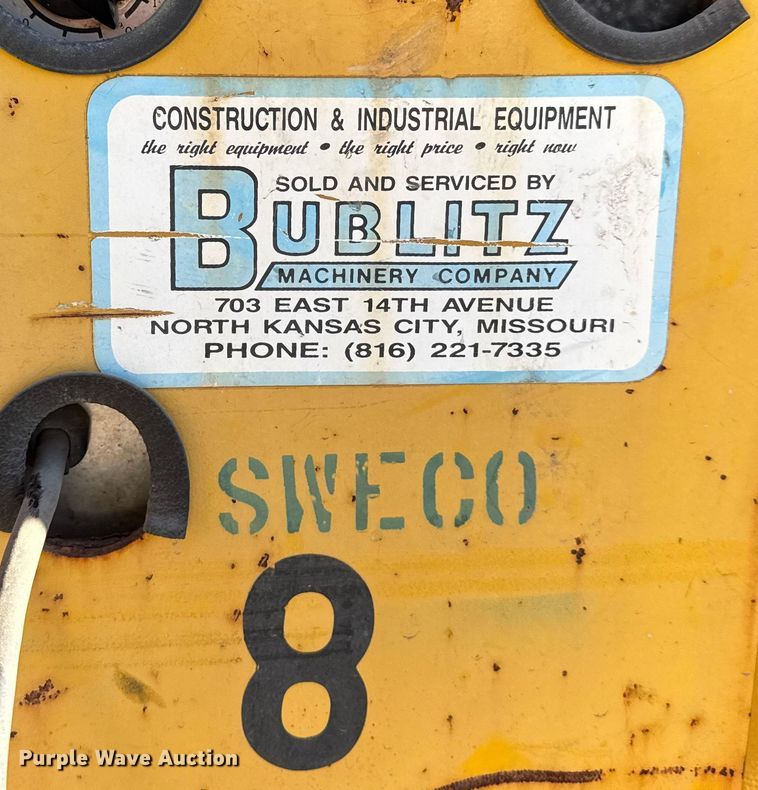 CONSTRUCTION & INDUSTRIAL EQUIPMENT
the right equipment • the right price • right now
SOLD AND SERVICED BY
BUBLITZ
MACHINERY COMPANY
703 EAST 14TH AVENUE
NORTH KANSAS CITY, MISSOURI
PHONE: (816) 221-7335
SWECO
8
Purple Wave Auction